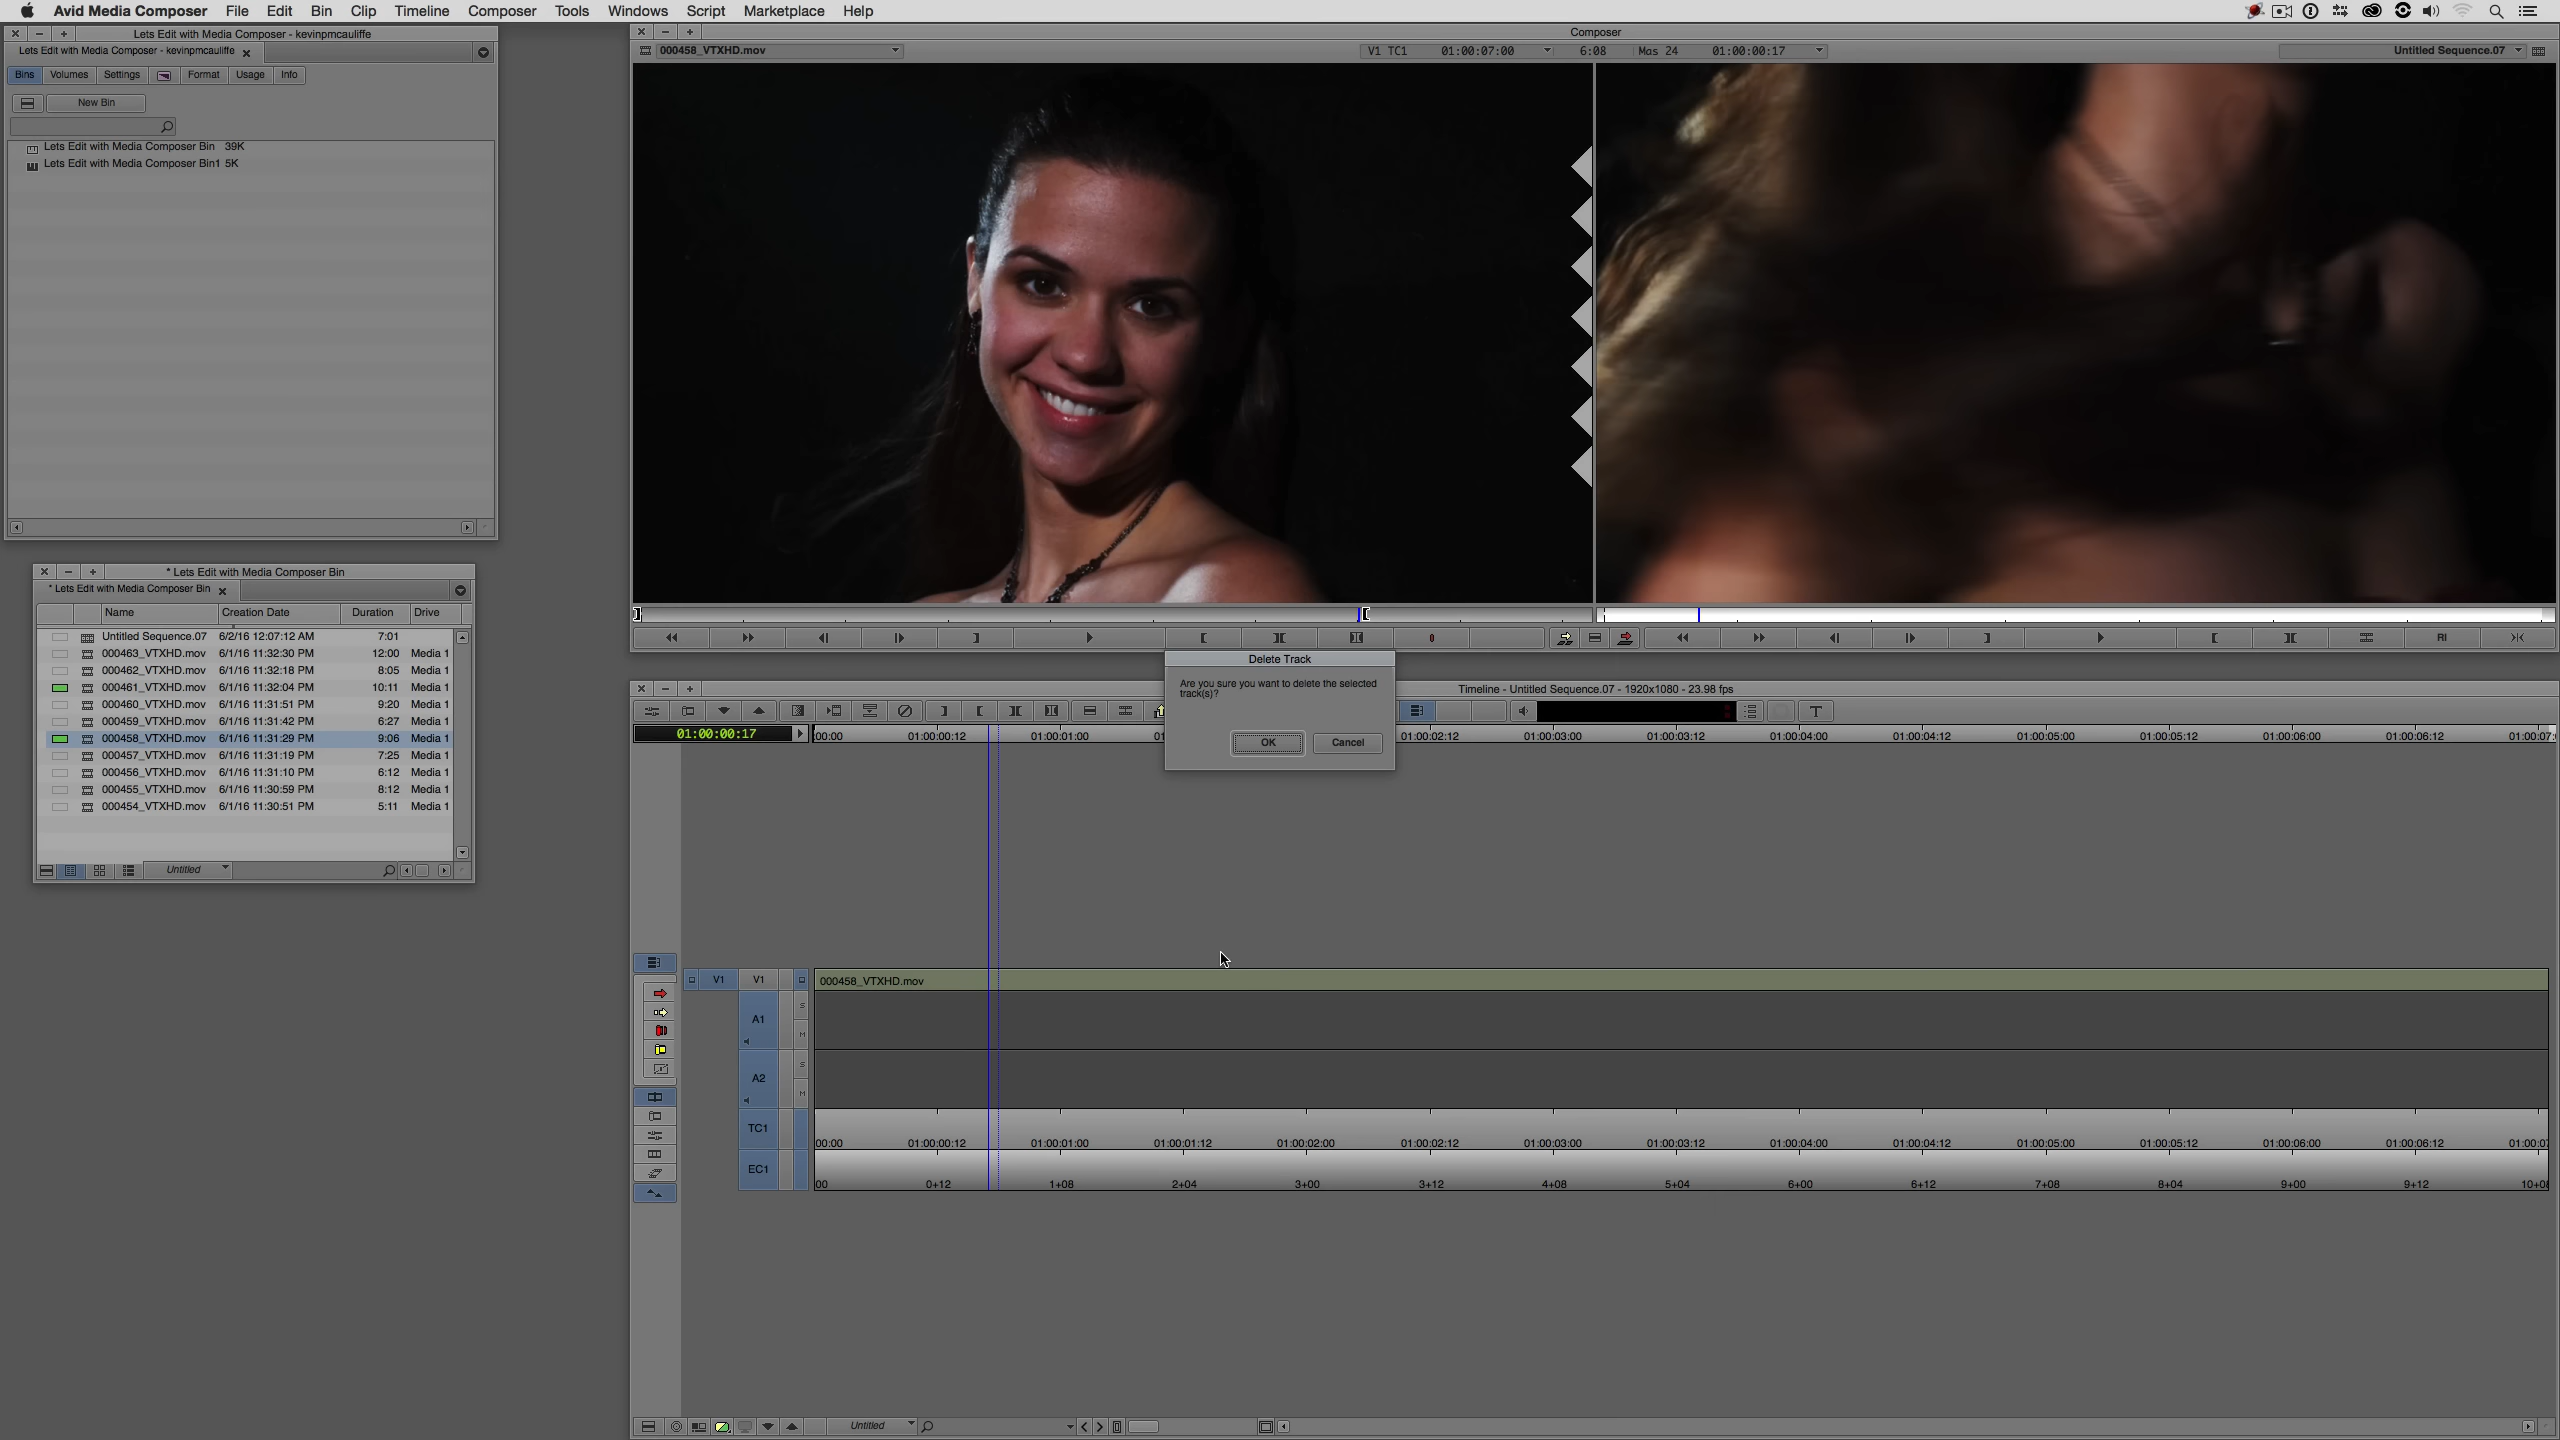 Avid Media Composer File Edit Bin Clip Timeline Composer Tools Windows Script Marketplace Help
Lets Edit with Media Composer - kevinpmcauliffe
Lets Edit with Media Composer - kevinpmcauliffe
Bins Volumes Settings Format Usage Info
New Bin
Lets Edit with Media Composer Bin 39K
Lets Edit with Media Composer Bin1 5K
* Lets Edit with Media Composer Bin
* Lets Edit with Media Composer Bin
Name Creation Date Duration Drive
Untitled Sequence.07 6/2/16 12:07:12 AM 7:01
000463_VTXHD.mov 6/1/16 11:32:30 PM 12:00 Media 1
000462_VTXHD.mov 6/1/16 11:32:18 PM 8:05 Media 1
000461_VTXHD.mov 6/1/16 11:32:04 PM 10:11 Media 1
000460_VTXHD.mov 6/1/16 11:31:51 PM 9:20 Media 1
000459_VTXHD.mov 6/1/16 11:31:42 PM 6:27 Media 1
000458_VTXHD.mov 6/1/16 11:31:29 PM 9:06 Media 1
000457_VTXHD.mov 6/1/16 11:31:19 PM 7:25 Media 1
000456_VTXHD.mov 6/1/16 11:31:10 PM 6:12 Media 1
000455_VTXHD.mov 6/1/16 11:30:59 PM 8:12 Media 1
000454_VTXHD.mov 6/1/16 11:30:51 PM 5:11 Media 1
Untitled
Composer
000458_VTXHD.mov V1 TC1 01:00:07:00 6:08 Mas 24 01:00:00:17 Untitled Sequence.07
Delete Track
Are you sure you want to delete the selected
track(s)?
OK Cancel
Timeline - Untitled Sequence.07 - 1920x1080 - 23.98 fps
01:00:00:17 00:00 01:00:00:12 01:00:01:00 01:00:02:12 01:00:03:00 01:00:03:12 01:00:04:00 01:00:04:12 01:00:05:00 01:00:05:12 01:00:06:00 01:00:06:12 01:00:07:
V1 V1 000458_VTXHD.mov
A1 S M
A2 S M
TC1 00:00 01:00:00:12 01:00:01:00 01:00:01:12 01:00:02:00 01:00:02:12 01:00:03:00 01:00:03:12 01:00:04:00 01:00:04:12 01:00:05:00 01:00:05:12 01:00:06:00 01:00:06:12 01:00:0
EC1 00 0+12 1+08 2+04 3+00 3+12 4+08 5+04 6+00 6+12 7+08 8+04 9+00 9+12 10+0
Untitled